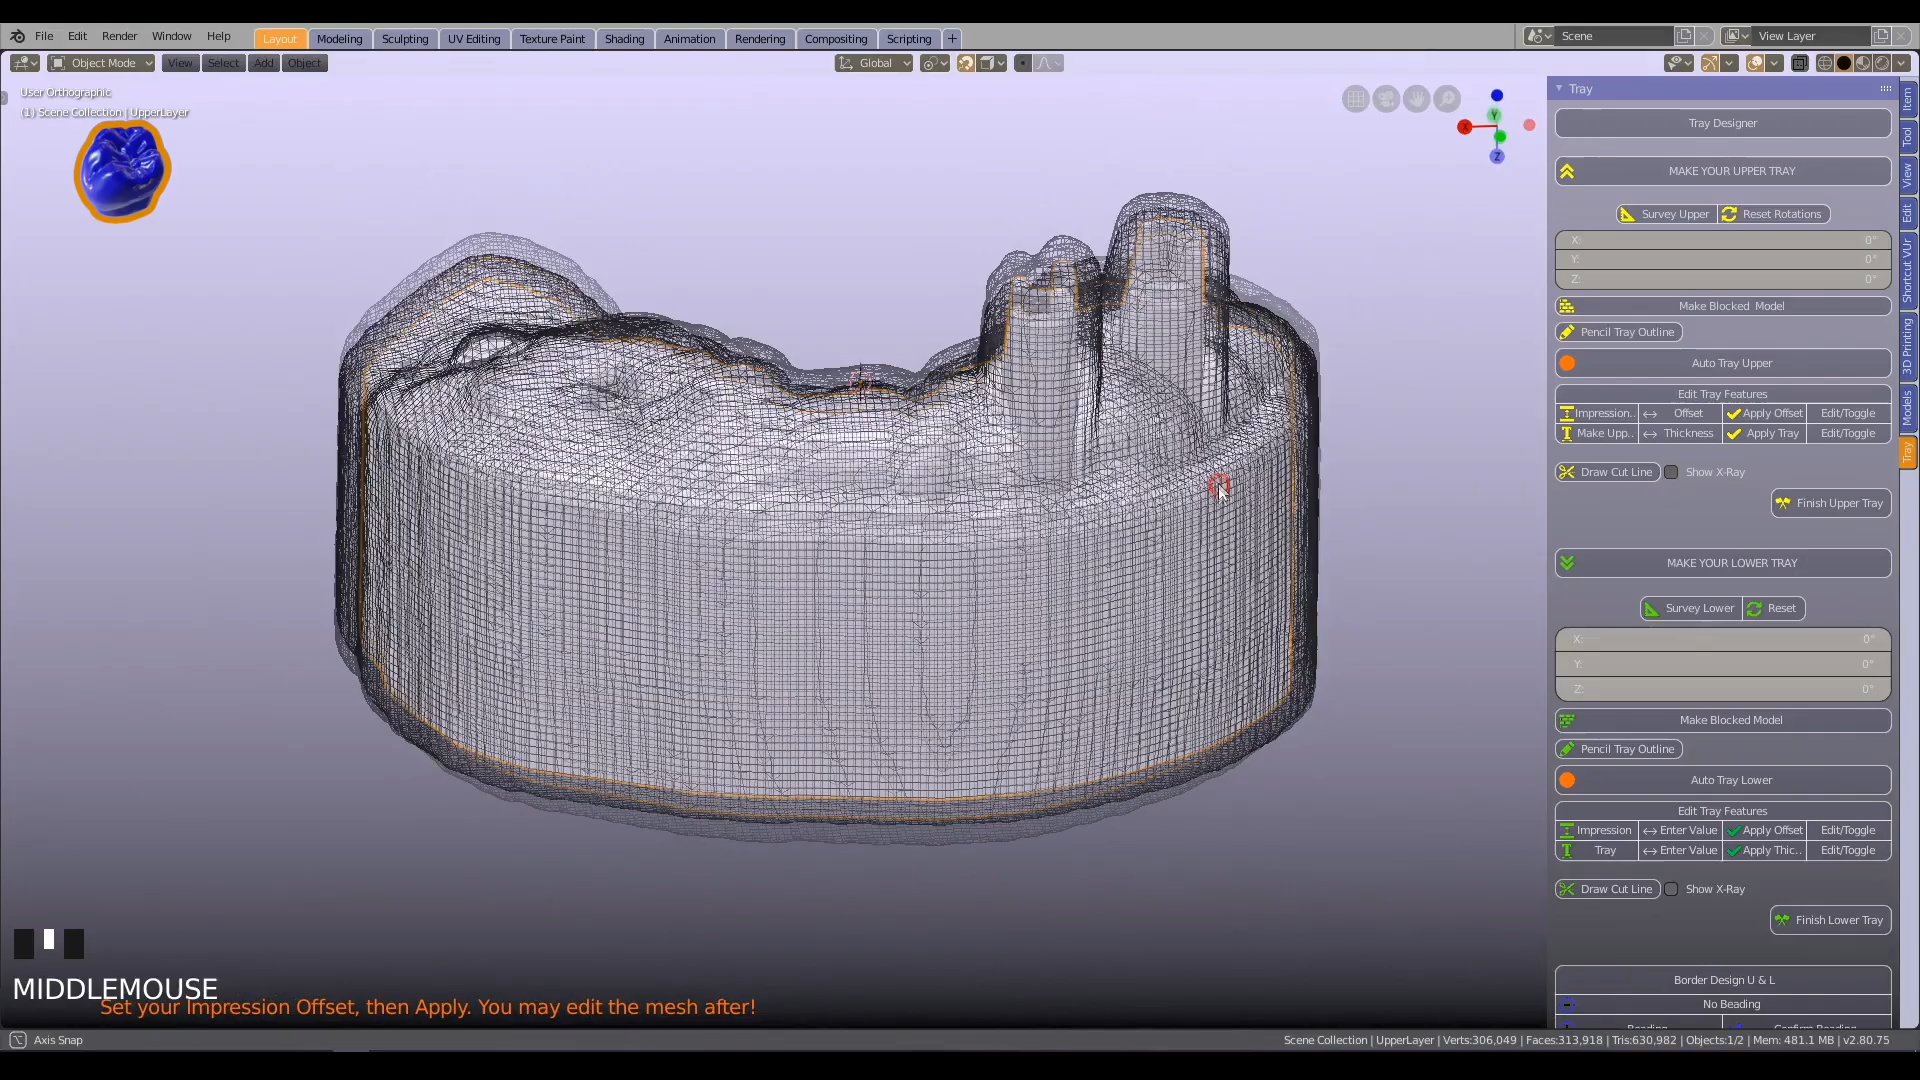 File Edit Render Window Help Layout Modeling Sculpting UV Editing Texture Paint Shading Animation Rendering Compositing Scripting + Scene View Layer
Object Mode View Select Add Object Global
User Orthographic
(1) Scene Collection | UpperLayer
X Y Z
Tray
Tray Designer
MAKE YOUR UPPER TRAY
Survey Upper Reset Rotations
X: 0°
Y: 0°
Z: 0°
Make Blocked Model
Pencil Tray Outline
Auto Tray Upper
Edit Tray Features
Impression.. Offset Apply Offset Edit/Toggle
Make Upp.. Thickness Apply Tray Edit/Toggle
Draw Cut Line Show X-Ray
Finish Upper Tray
MAKE YOUR LOWER TRAY
Survey Lower Reset
X: 0°
Y: 0°
Z: 0°
Make Blocked Model
Pencil Tray Outline
Auto Tray Lower
Edit Tray Features
Impression Enter Value Apply Offset Edit/Toggle
Tray Enter Value Apply Thic.. Edit/Toggle
Draw Cut Line Show X-Ray
Finish Lower Tray
Border Design U & L
No Beading
Item
Tool
View
Edit
Shortcut VUr
3D Printing
Models
Tray
MIDDLEMOUSE
Set your Impression Offset, then Apply. You may edit the mesh after!
Axis Snap
Scene Collection | UpperLayer | Verts:306,049 | Faces:313,918 | Tris:630,982 | Objects:1/2 | Mem: 481.1 MB | v2.80.75